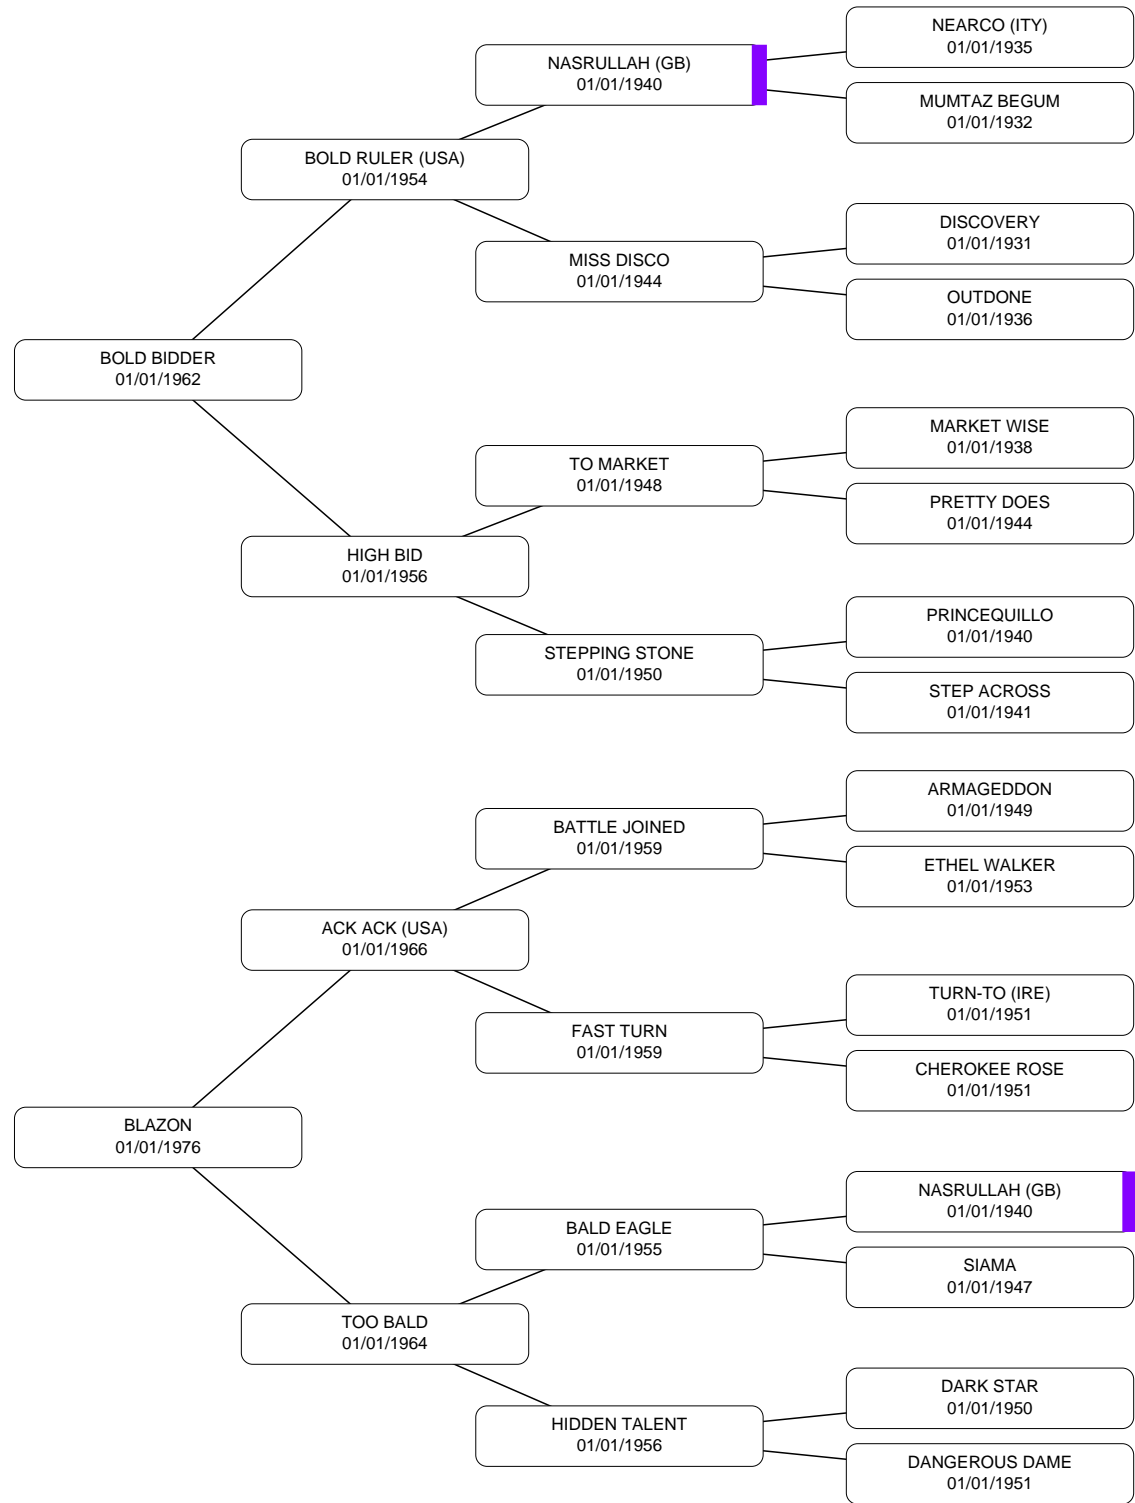 NEARCO (ITY)
01/01/1935
NASRULLAH (GB)
01/01/1940
MUMTAZ BEGUM
01/01/1932
BOLD RULER (USA)
01/01/1954
DISCOVERY
01/01/1931
MISS DISCO
01/01/1944
OUTDONE
01/01/1936
BOLD BIDDER
01/01/1962
MARKET WISE
01/01/1938
TO MARKET
01/01/1948
PRETTY DOES
01/01/1944
HIGH BID
01/01/1956
PRINCEQUILLO
01/01/1940
STEPPING STONE
01/01/1950
STEP ACROSS
01/01/1941
ARMAGEDDON
01/01/1949
BATTLE JOINED
01/01/1959
ETHEL WALKER
01/01/1953
ACK ACK (USA)
01/01/1966
TURN-TO (IRE)
01/01/1951
FAST TURN
01/01/1959
CHEROKEE ROSE
01/01/1951
BLAZON
01/01/1976
NASRULLAH (GB)
01/01/1940
BALD EAGLE
01/01/1955
SIAMA
01/01/1947
TOO BALD
01/01/1964
DARK STAR
01/01/1950
HIDDEN TALENT
01/01/1956
DANGEROUS DAME
01/01/1951